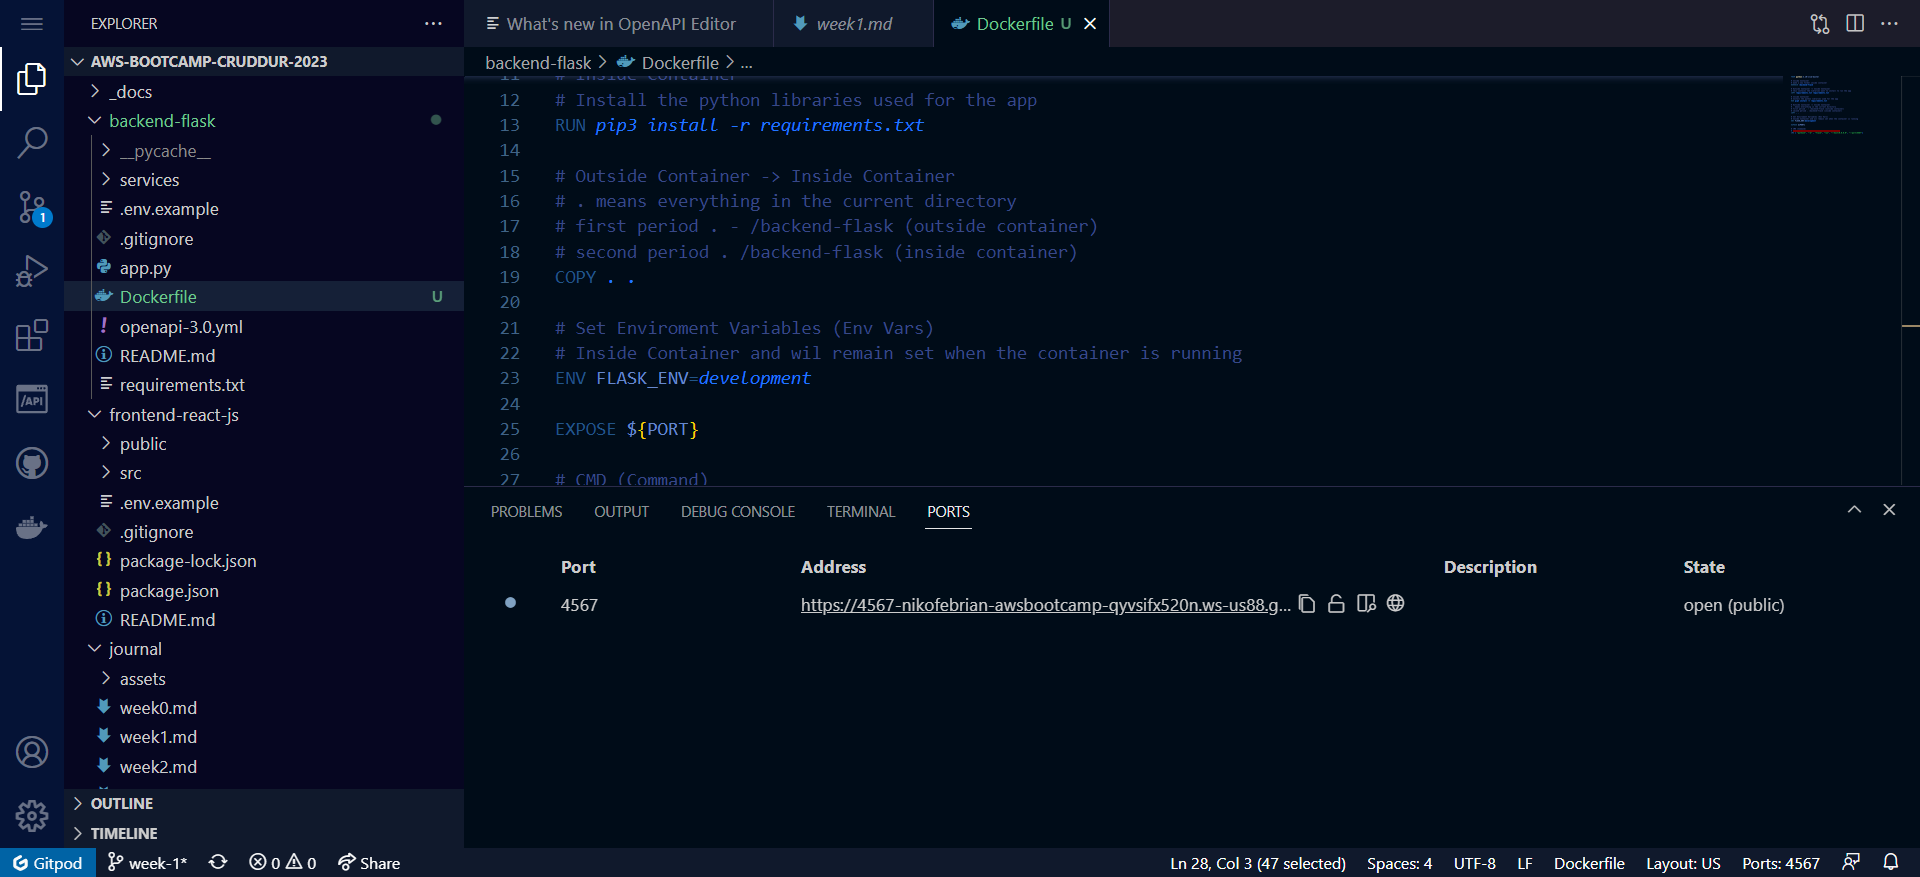 EXPLORER
AWS-BOOTCAMP-CRUDDUR-2023
_docs
backend-flask
__pycache__
services
.env.example
.gitignore
app.py
Dockerfile U
openapi-3.0.yml
README.md
requirements.txt
frontend-react-js
public
src
.env.example
.gitignore
package-lock.json
package.json
README.md
journal
assets
week0.md
week1.md
week2.md
OUTLINE
TIMELINE
1
/API
What's new in OpenAPI Editor
week1.md
Dockerfile U
backend-flask > Dockerfile > ...
11 # Inside Container
12 # Install the python libraries used for the app
13 RUN pip3 install -r requirements.txt
14
15 # Outside Container -> Inside Container
16 # . means everything in the current directory
17 # first period . - /backend-flask (outside container)
18 # second period . /backend-flask (inside container)
19 COPY . .
20
21 # Set Enviroment Variables (Env Vars)
22 # Inside Container and wil remain set when the container is running
23 ENV FLASK_ENV=development
24
25 EXPOSE ${PORT}
26
27 # CMD (Command)
PROBLEMS OUTPUT DEBUG CONSOLE TERMINAL PORTS
Port Address Description State
4567 https://4567-nikofebrian-awsbootcamp-qyvsifx520n.ws-us88.g... open (public)
Gitpod week-1* 0 0 Share Ln 28, Col 3 (47 selected) Spaces: 4 UTF-8 LF Dockerfile Layout: US Ports: 4567